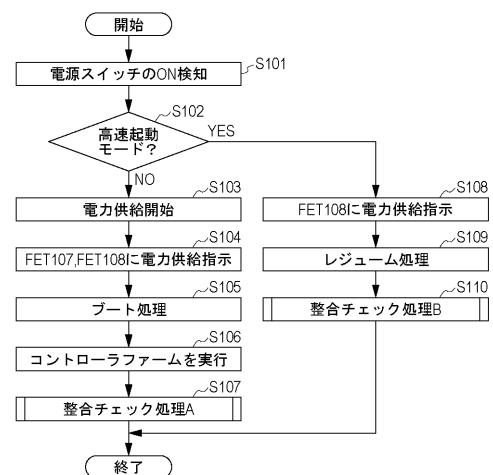 開始
電源スイッチのON検知
S101
S102
高速起動
モード？
YES
NO
S103
電力供給開始
S104
FET107,FET108に電力供給指示
S105
ブート処理
S106
コントローラファームを実行
S107
整合チェック処理A
S108
FET108に電力供給指示
S109
レジューム処理
S110
整合チェック処理B
終了